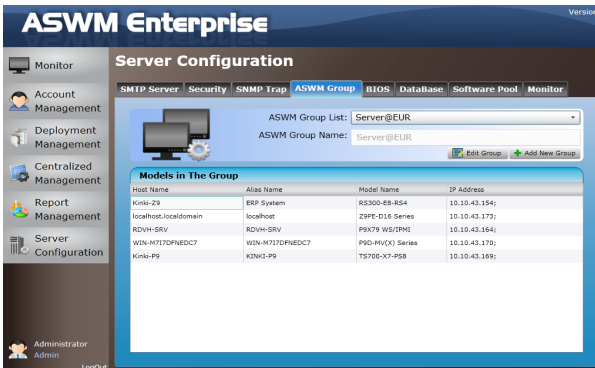 ASWM Enterprise
Version
Monitor
Account Management
Deployment Management
Centralized Management
Report Management
Server Configuration
Administrator
Admin
LogOut
Server Configuration
SMTP Server Security SNMP Trap ASWM Group BIOS DataBase Software Pool Monitor
ASWM Group List: Server@EUR
ASWM Group Name: Server@EUR
Edit Group Add New Group
Models in The Group
Host Name Alias Name Model Name IP Address
Kinki-Z9 ERP System RS300-E8-RS4 10.10.43.154;
localhost.localdomain localhost Z9PE-D16 Series 10.10.43.173;
RDVH-SRV RDVH-SRV P9X79 WS/IPMI 10.10.43.164;
WIN-M7I7DFNEDC7 WIN-M7I7DFNEDC7 P9D-MV(X) Series 10.10.43.170;
Kinki-P9 KINKI-P9 TS700-X7-PS8 10.10.43.169;